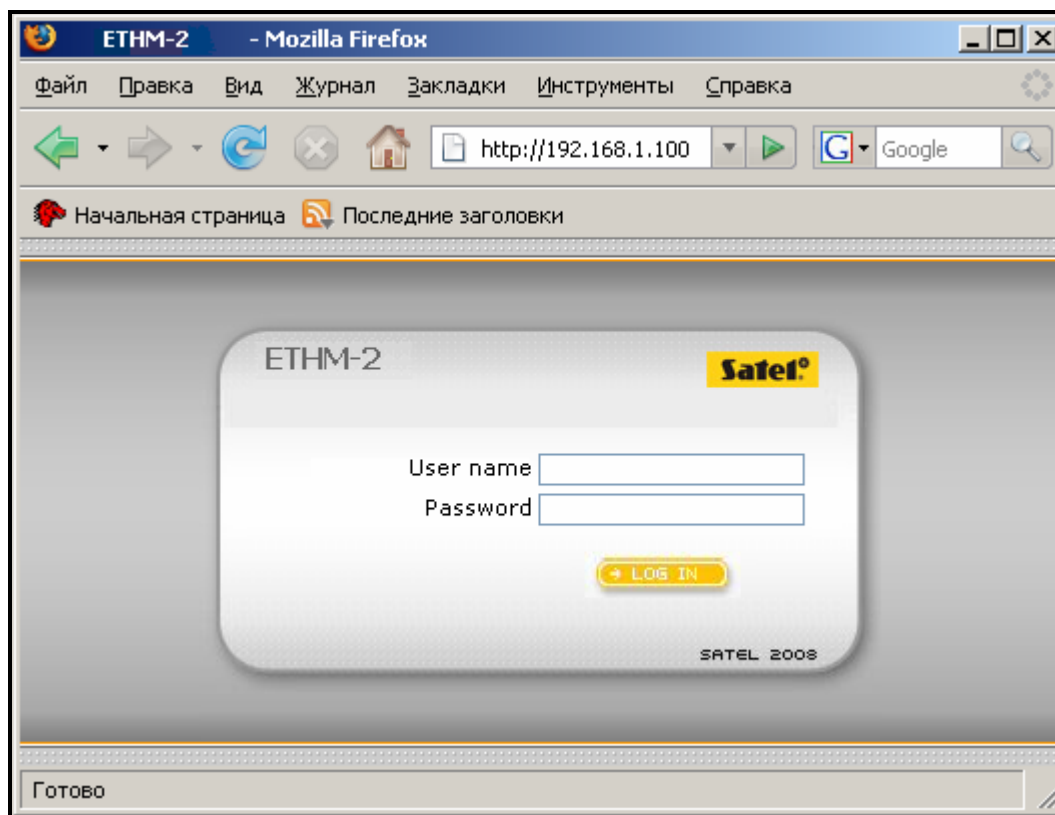 ETHM-2 - Mozilla Firefox
Файл Правка Вид Журнал Закладки Инструменты Справка
http://192.168.1.100 G Google
Начальная страница Последние заголовки
ETHM-2
Satel
User name
Password
LOG IN
SATEL 2008
Готово